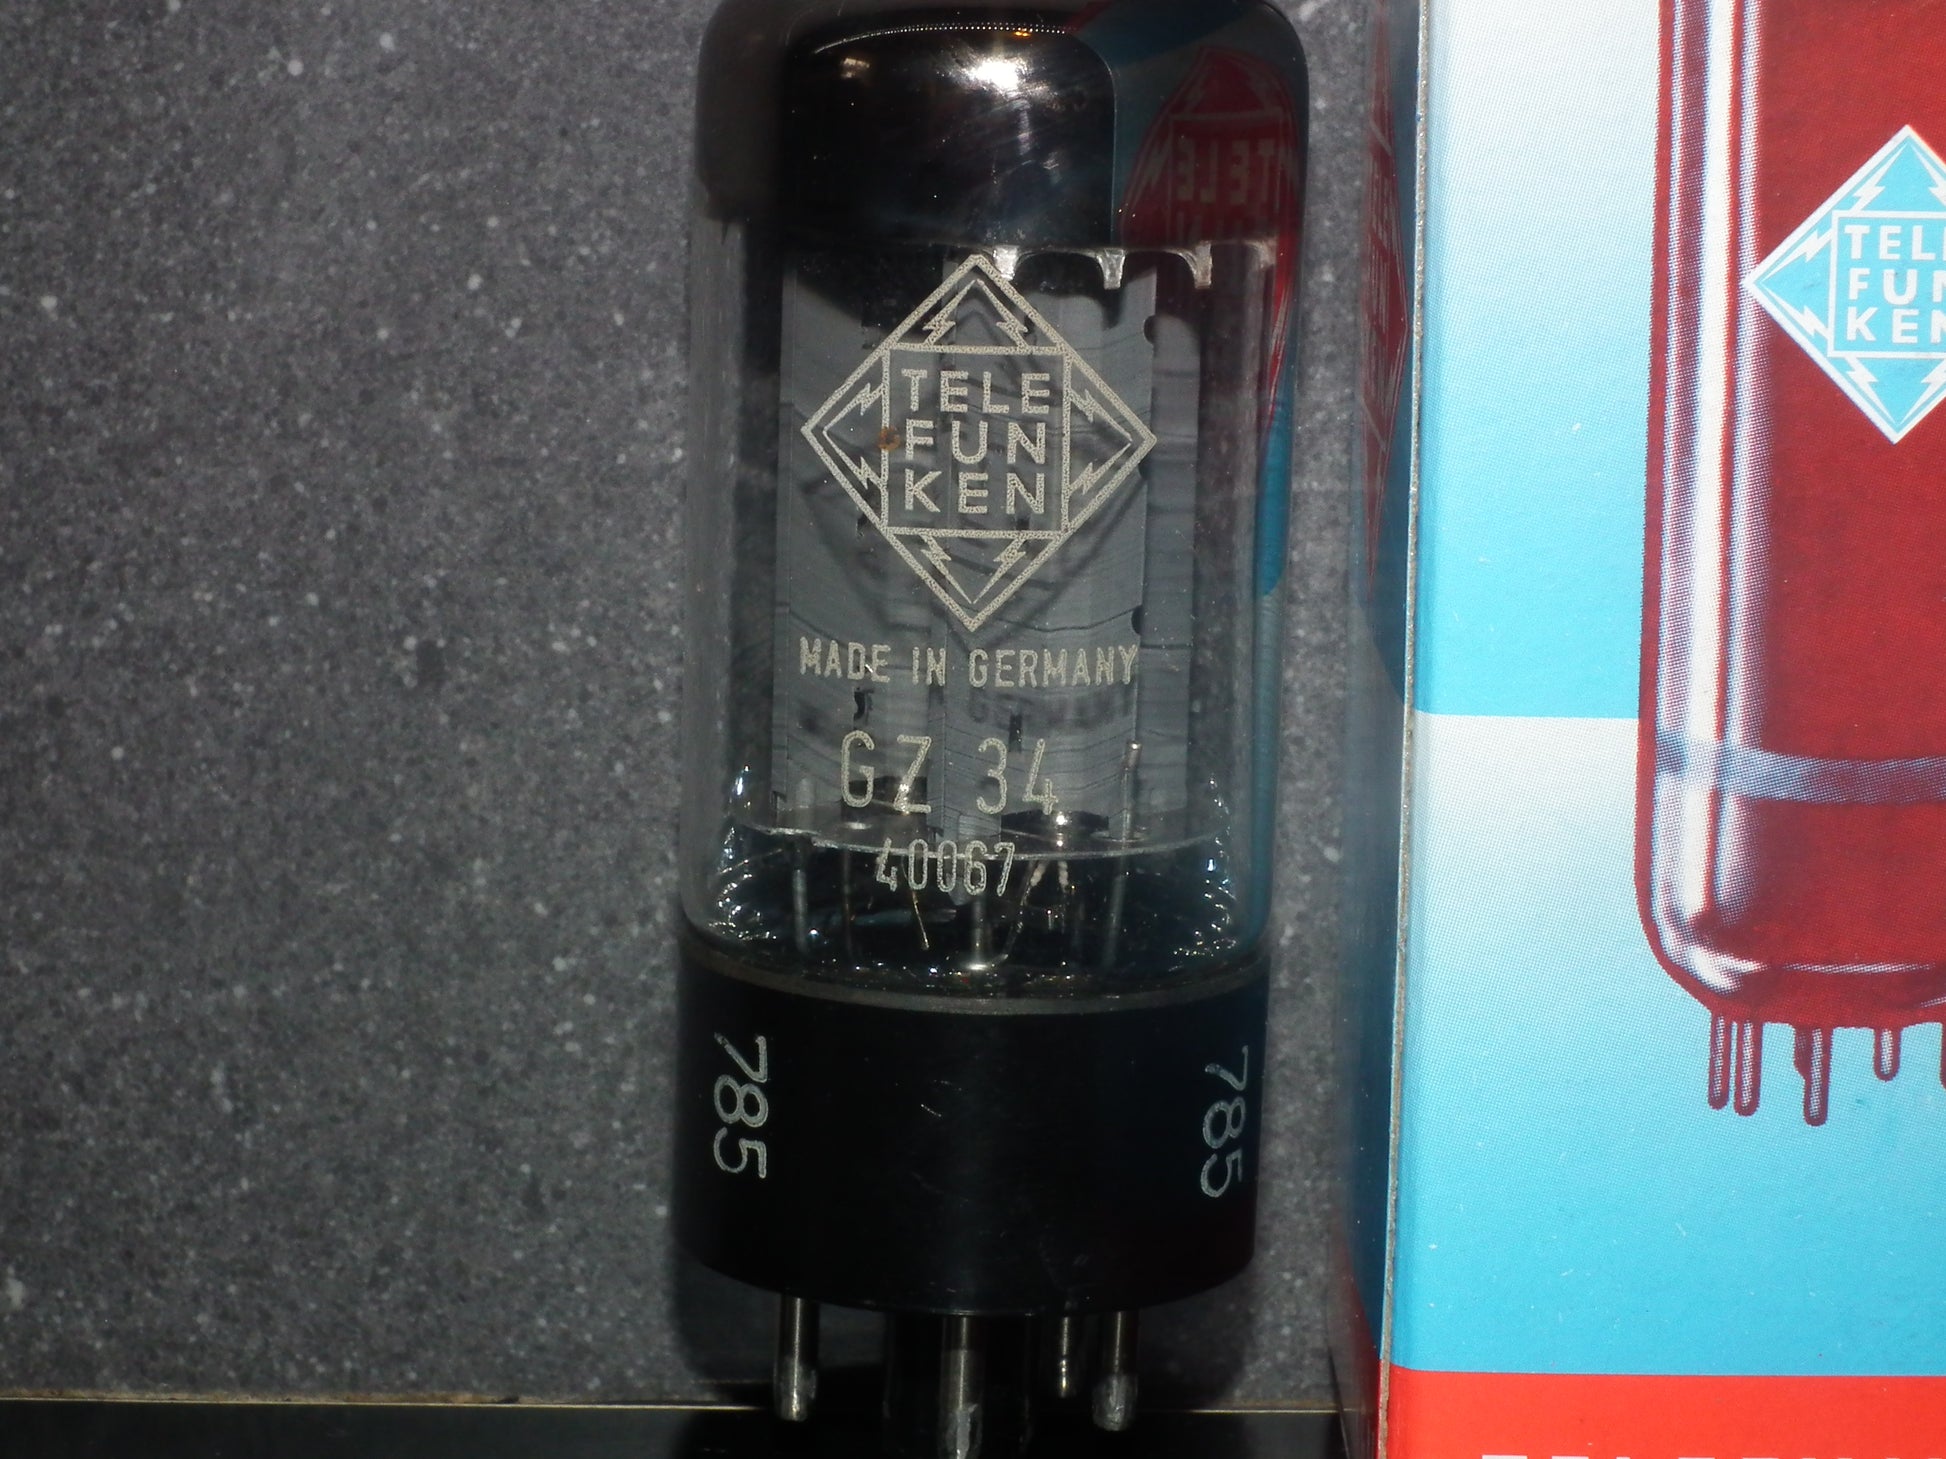 TELE
FUN
KEN
MADE IN GERMANY
GZ 34
40067
785
785
TELE
FUN
KEN